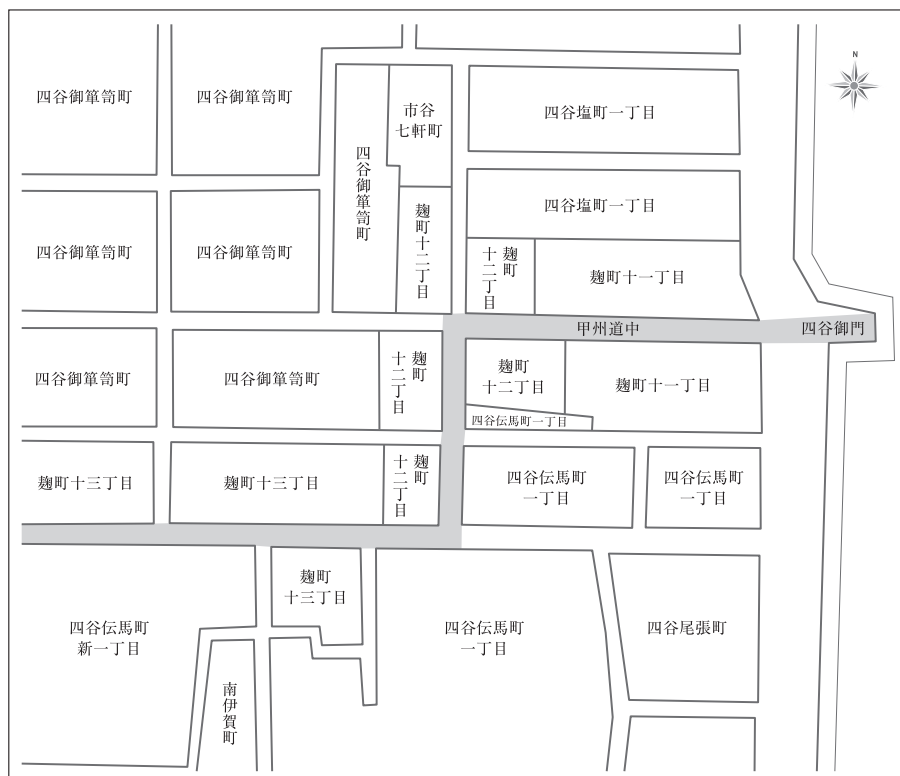 N
四谷御箪笥町
四谷御箪笥町
市谷
七軒町
四谷塩町一丁目
四谷御箪笥町
四谷御箪笥町
四谷御箪笥町
麹町十二丁目
四谷塩町一丁目
麹町
十二丁目
麹町十一丁目
甲州道中
四谷御門
四谷御箪笥町
四谷御箪笥町
麹町
十二丁目
麹町
十二丁目
麹町十一丁目
四谷伝馬町一丁目
麹町十三丁目
麹町十三丁目
麹町
十二丁目
四谷伝馬町
一丁目
四谷伝馬町
一丁目
麹町
十三丁目
四谷伝馬町
新一丁目
四谷伝馬町
一丁目
四谷尾張町
南伊賀町